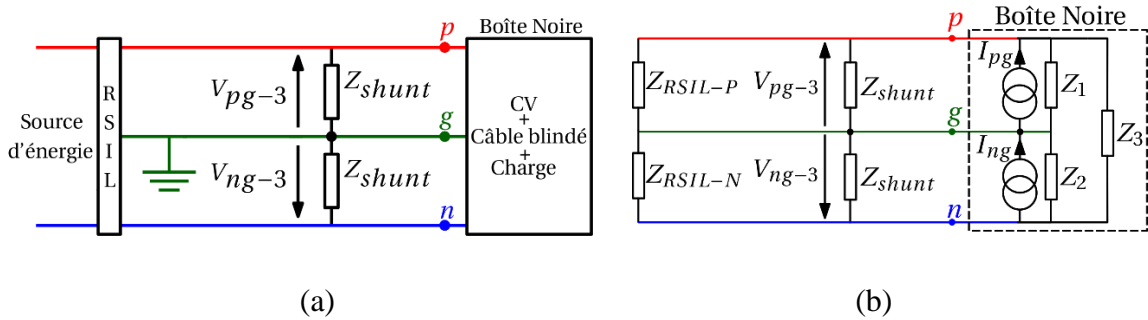 Source
d'énergie
R
S
I
L
V_{pg-3}
V_{ng-3}
Z_{shunt}
Z_{shunt}
p
g
n
Boîte Noire
CV
+
Câble blindé
+
Charge
(a)
Z_{RSIL-P}
Z_{RSIL-N}
V_{pg-3}
V_{ng-3}
Z_{shunt}
Z_{shunt}
p
g
n
Boîte Noire
I_{pg}
I_{ng}
Z_1
Z_2
Z_3
(b)